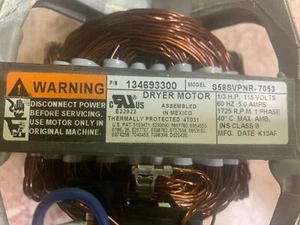 WARNING
DISCONNECT POWER
BEFORE SERVICING.
USE MOTOR ONLY IN
ORIGINAL MACHINE.
P/N 134693300
DRYER MOTOR
ASSEMBLED
IN MEXICO
C US
E22922
THERMALLY PROTECTED
MODEL S58SVPNR-7053
1/3 H.P. 115 VOLTS
60 HZ 5.0 AMPS
1725 R.P.M. 1 PHASE
40° C MAX. AMB.
INS CLASS B
MFG. DATE